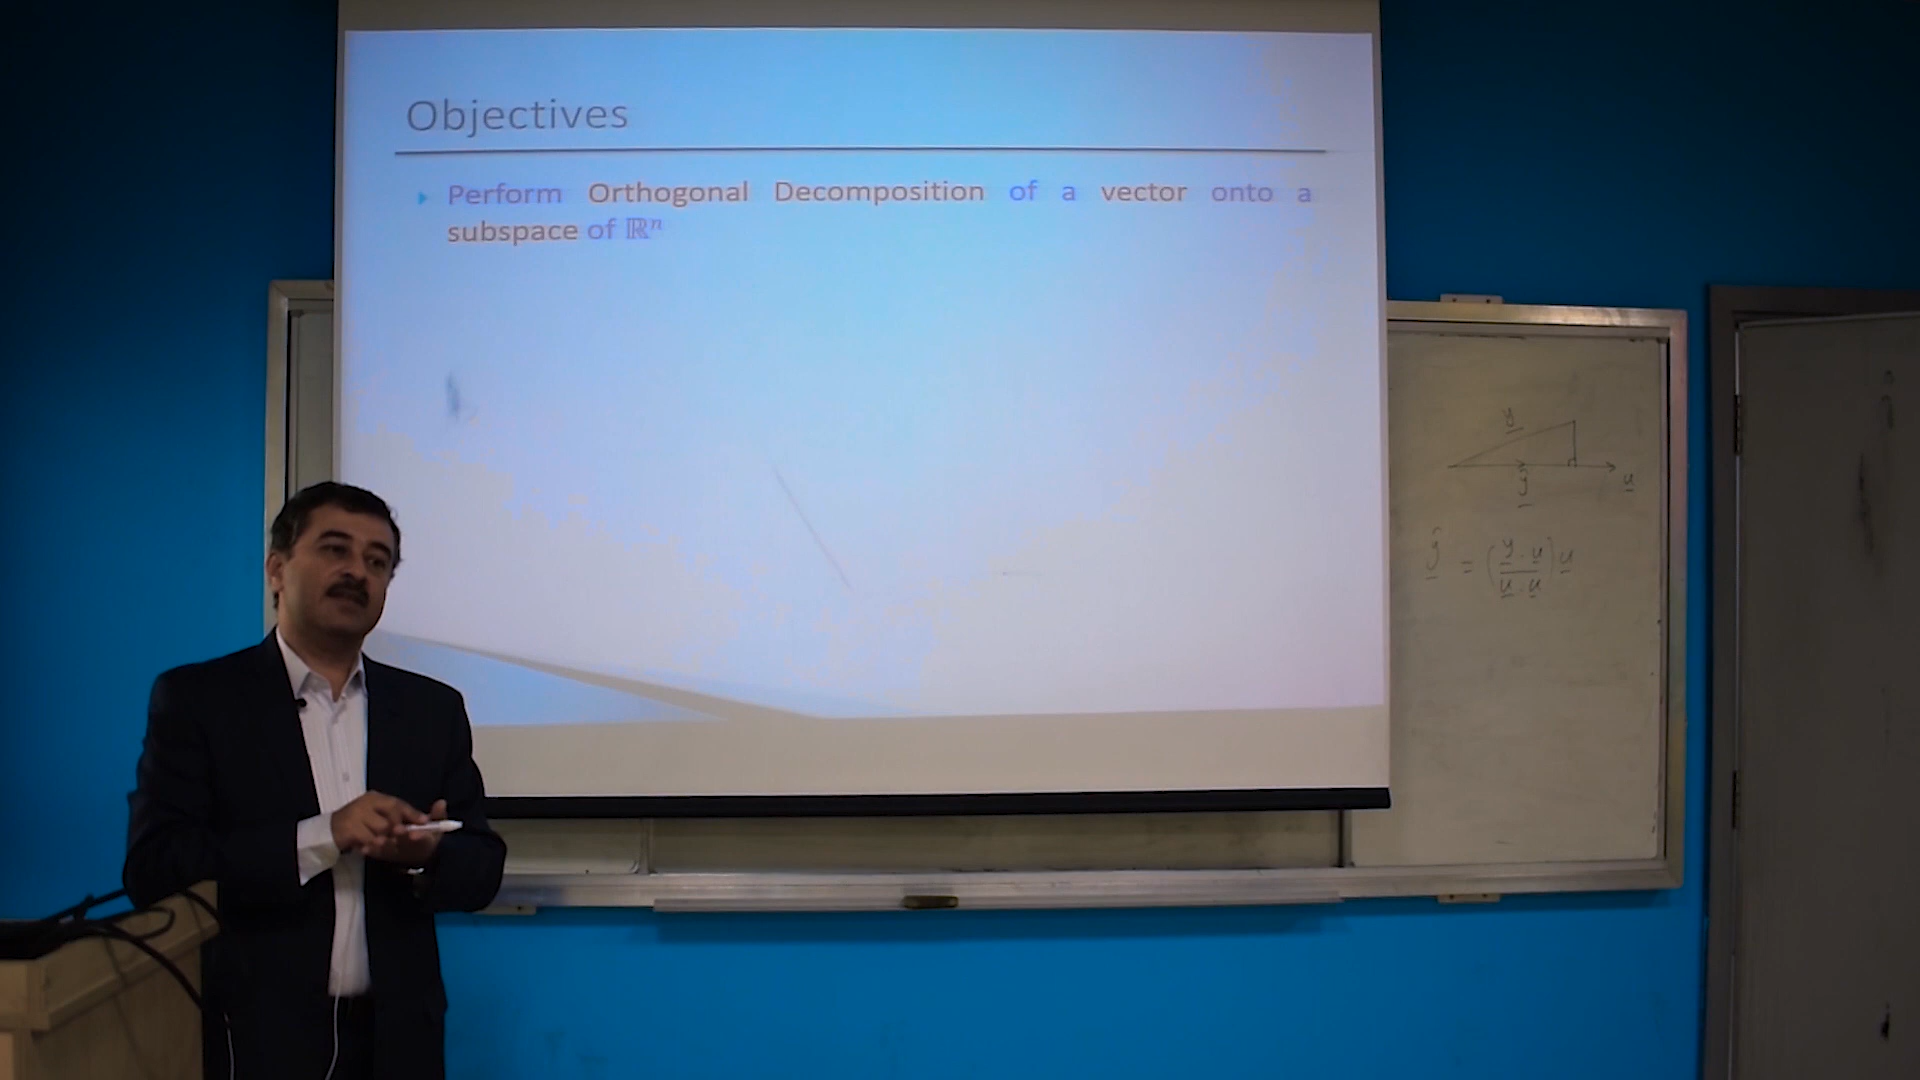 Objectives
Perform Orthogonal Decomposition of a vector onto a
subspace of ℝⁿ
y
ŷ
u
ŷ = (y . u / u . u) u